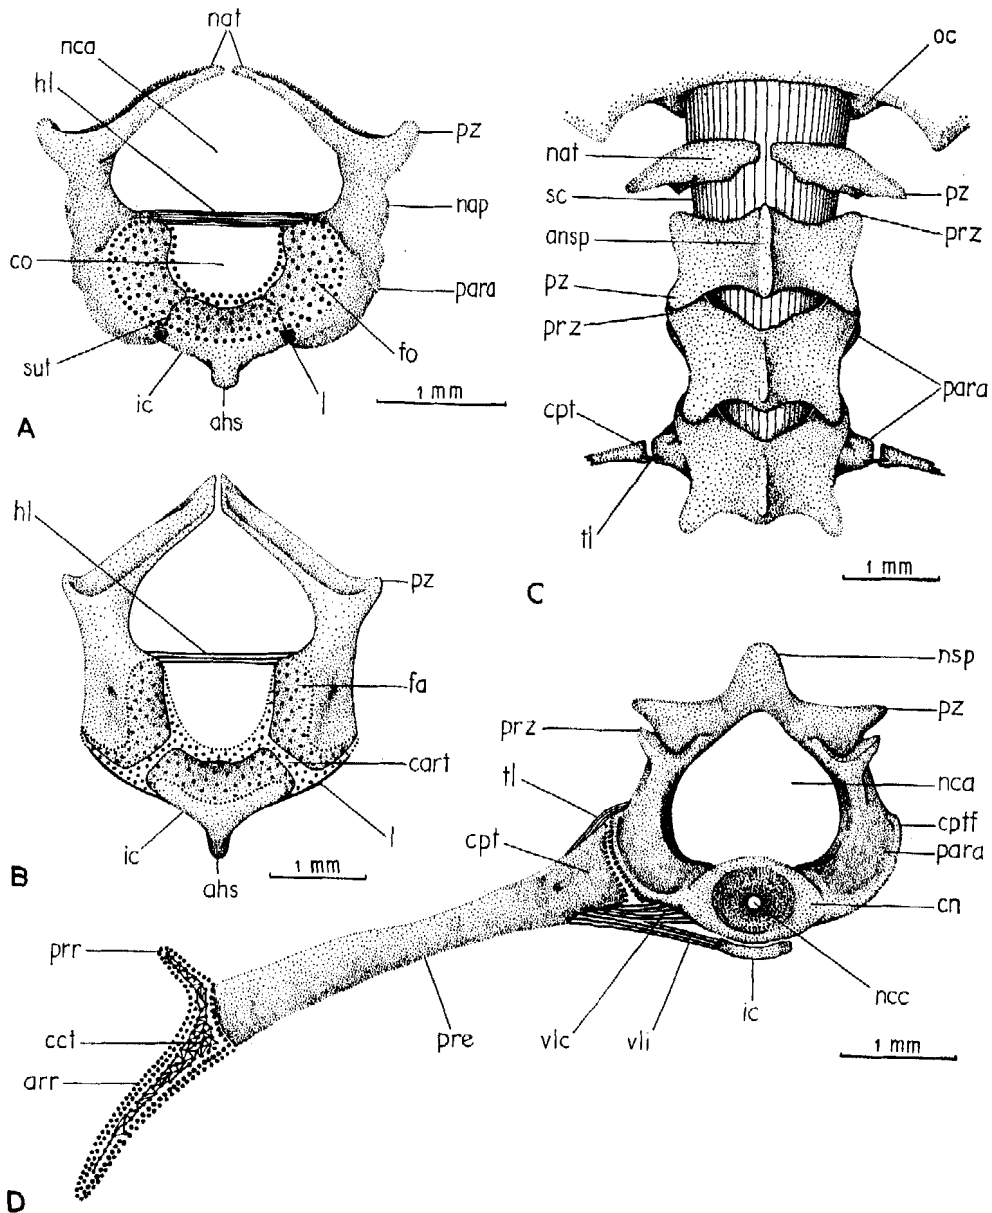 nat
nca
hl
pz
nap
co
para
sut
fo
ic
l
ahs
1 mm
A
oc
nat
sc
pz
ansp
prz
pz
prz
para
cpt
tl
1 mm
C
hl
pz
fa
cart
ic
l
ahs
1 mm
B
nsp
prz
pz
tl
nca
cpt
cptf
para
cn
prr
ncc
ic
cct
pre
vlc
vli
arr
1 mm
D